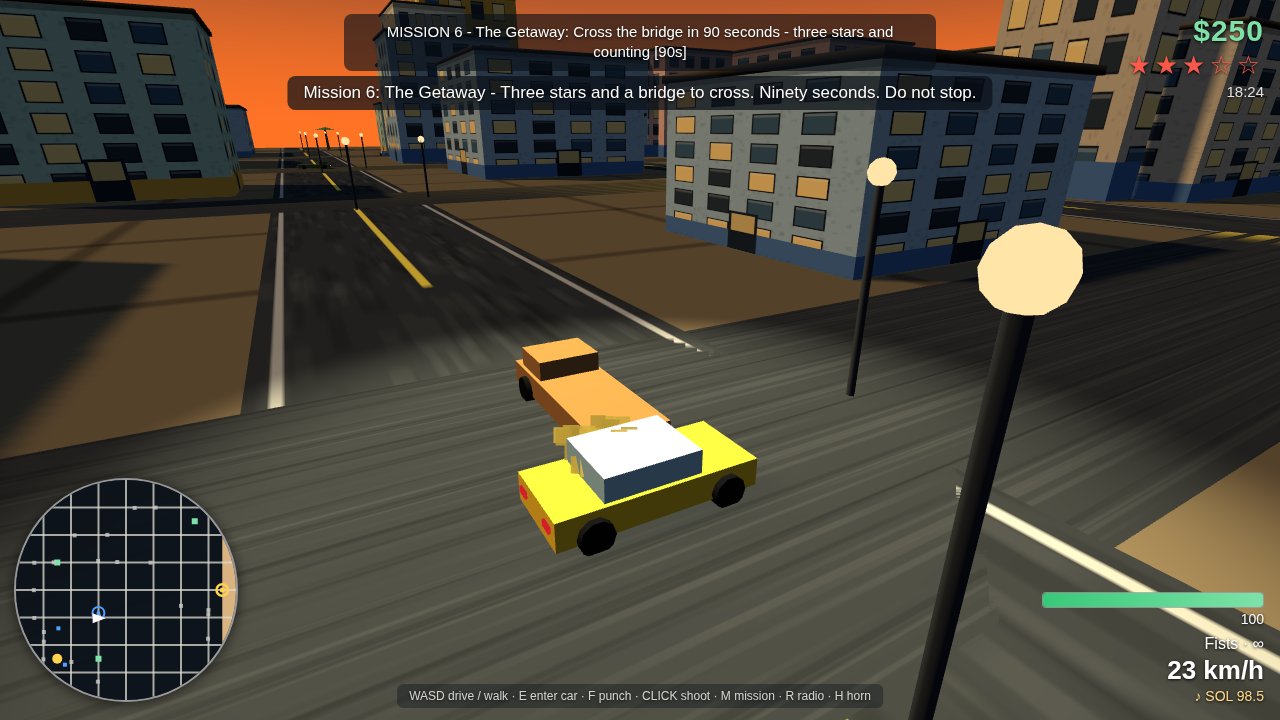 MISSION 6 - The Getaway: Cross the bridge in 90 seconds - three stars and
counting [90s]
$250
★★★☆☆
Mission 6: The Getaway - Three stars and a bridge to cross. Ninety seconds. Do not stop.
18:24
100
Fists · ∞
23 km/h
♪ SOL 98.5
WASD drive / walk · E enter car · F punch · CLICK shoot · M mission · R radio · H horn